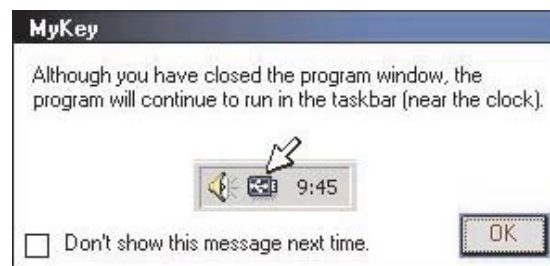 MyKey
Although you have closed the program window, the
program will continue to run in the taskbar (near the clock).
9:45
Don't show this message next time.
OK